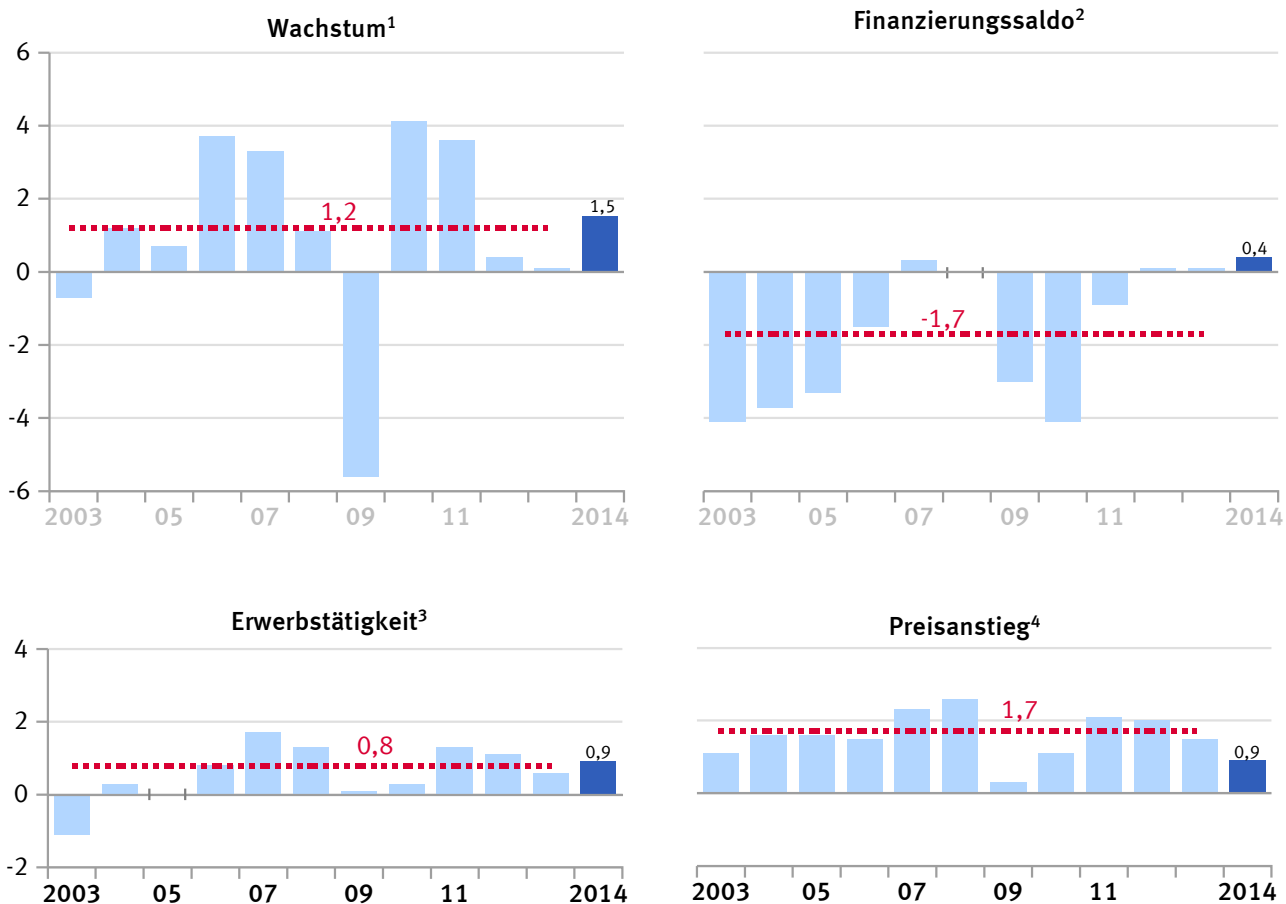 Wachstum¹
6
4
2
0
-2
-4
-6
1,2
1,5
2003 05 07 09 11 2014
Finanzierungssaldo²
-1,7
0,4
2003 05 07 09 11 2014
Erwerbstätigkeit³
4
2
0
-2
0,8
0,9
2003 05 07 09 11 2014
Preisanstieg⁴
1,7
0,9
2003 05 07 09 11 2014